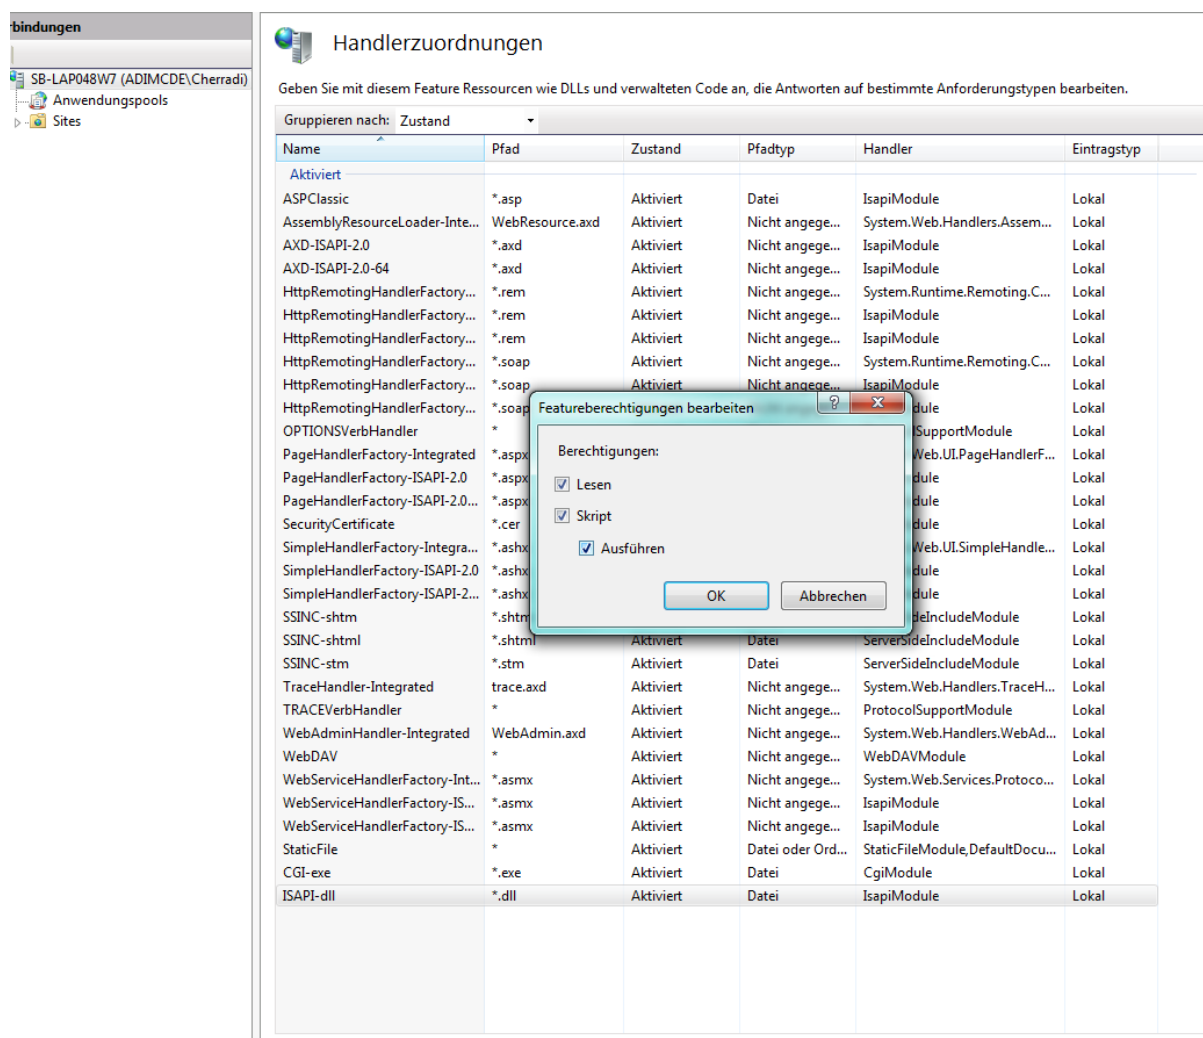 rbindungen
SB-LAP048W7 (ADIMCDE\Cherradi)
Anwendungspools
Sites
Handlerzuordnungen
Geben Sie mit diesem Feature Ressourcen wie DLLs und verwalteten Code an, die Antworten auf bestimmte Anforderungstypen bearbeiten.
Gruppieren nach: Zustand
Name Pfad Zustand Pfadtyp Handler Eintragstyp
Aktiviert
ASPClassic *.asp Aktiviert Datei IsapiModule Lokal
AssemblyResourceLoader-Inte... WebResource.axd Aktiviert Nicht angege... System.Web.Handlers.Assem... Lokal
AXD-ISAPI-2.0 *.axd Aktiviert Nicht angege... IsapiModule Lokal
AXD-ISAPI-2.0-64 *.axd Aktiviert Nicht angege... IsapiModule Lokal
HttpRemotingHandlerFactory... *.rem Aktiviert Nicht angege... System.Runtime.Remoting.C... Lokal
HttpRemotingHandlerFactory... *.rem Aktiviert Nicht angege... IsapiModule Lokal
HttpRemotingHandlerFactory... *.rem Aktiviert Nicht angege... IsapiModule Lokal
HttpRemotingHandlerFactory... *.soap Aktiviert Nicht angege... System.Runtime.Remoting.C... Lokal
HttpRemotingHandlerFactory... *.soap Aktiviert Nicht angege... IsapiModule Lokal
HttpRemotingHandlerFactory... *.soap dule Lokal
OPTIONSVerbHandler * lSupportModule Lokal
PageHandlerFactory-Integrated *.aspx Web.UI.PageHandlerF... Lokal
PageHandlerFactory-ISAPI-2.0 *.aspx dule Lokal
PageHandlerFactory-ISAPI-2.0... *.aspx dule Lokal
SecurityCertificate *.cer dule Lokal
SimpleHandlerFactory-Integra... *.ashx Web.UI.SimpleHandle... Lokal
SimpleHandlerFactory-ISAPI-2.0 *.ashx dule Lokal
SimpleHandlerFactory-ISAPI-2... *.ashx dule Lokal
SSINC-shtm *.shtm deIncludeModule Lokal
SSINC-shtml *.shtml Aktiviert Datei ServerSideIncludeModule Lokal
SSINC-stm *.stm Aktiviert Datei ServerSideIncludeModule Lokal
TraceHandler-Integrated trace.axd Aktiviert Nicht angege... System.Web.Handlers.TraceH... Lokal
TRACEVerbHandler * Aktiviert Nicht angege... ProtocolSupportModule Lokal
WebAdminHandler-Integrated WebAdmin.axd Aktiviert Nicht angege... System.Web.Handlers.WebAd... Lokal
WebDAV * Aktiviert Nicht angege... WebDAVModule Lokal
WebServiceHandlerFactory-Int... *.asmx Aktiviert Nicht angege... System.Web.Services.Protoco... Lokal
WebServiceHandlerFactory-IS... *.asmx Aktiviert Nicht angege... IsapiModule Lokal
WebServiceHandlerFactory-IS... *.asmx Aktiviert Nicht angege... IsapiModule Lokal
StaticFile * Aktiviert Datei oder Ord... StaticFileModule,DefaultDocu... Lokal
CGI-exe *.exe Aktiviert Datei CgiModule Lokal
ISAPI-dll *.dll Aktiviert Datei IsapiModule Lokal
Featureberechtigungen bearbeiten
Berechtigungen:
Lesen
Skript
Ausführen
OK Abbrechen